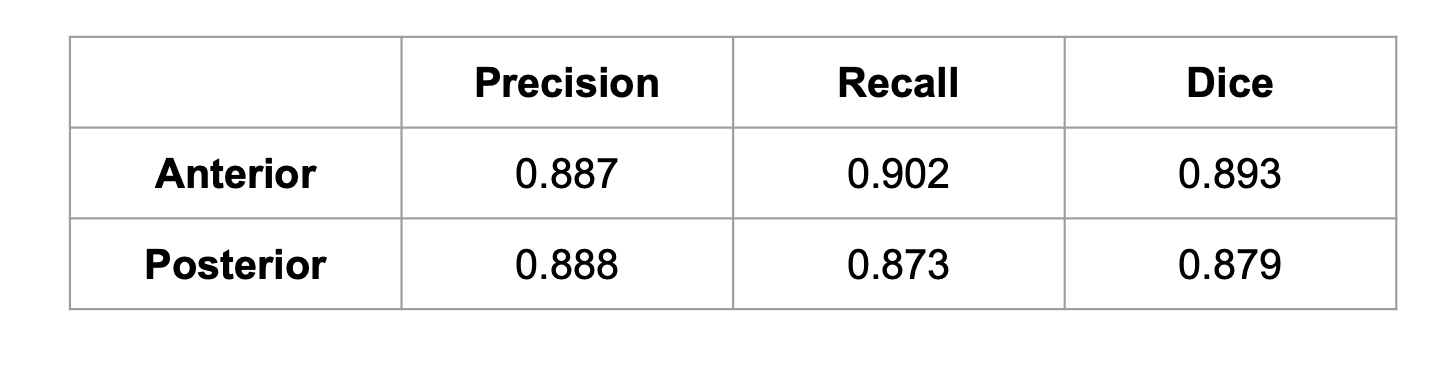 Precision Recall Dice
Anterior 0.887 0.902 0.893
Posterior 0.888 0.873 0.879